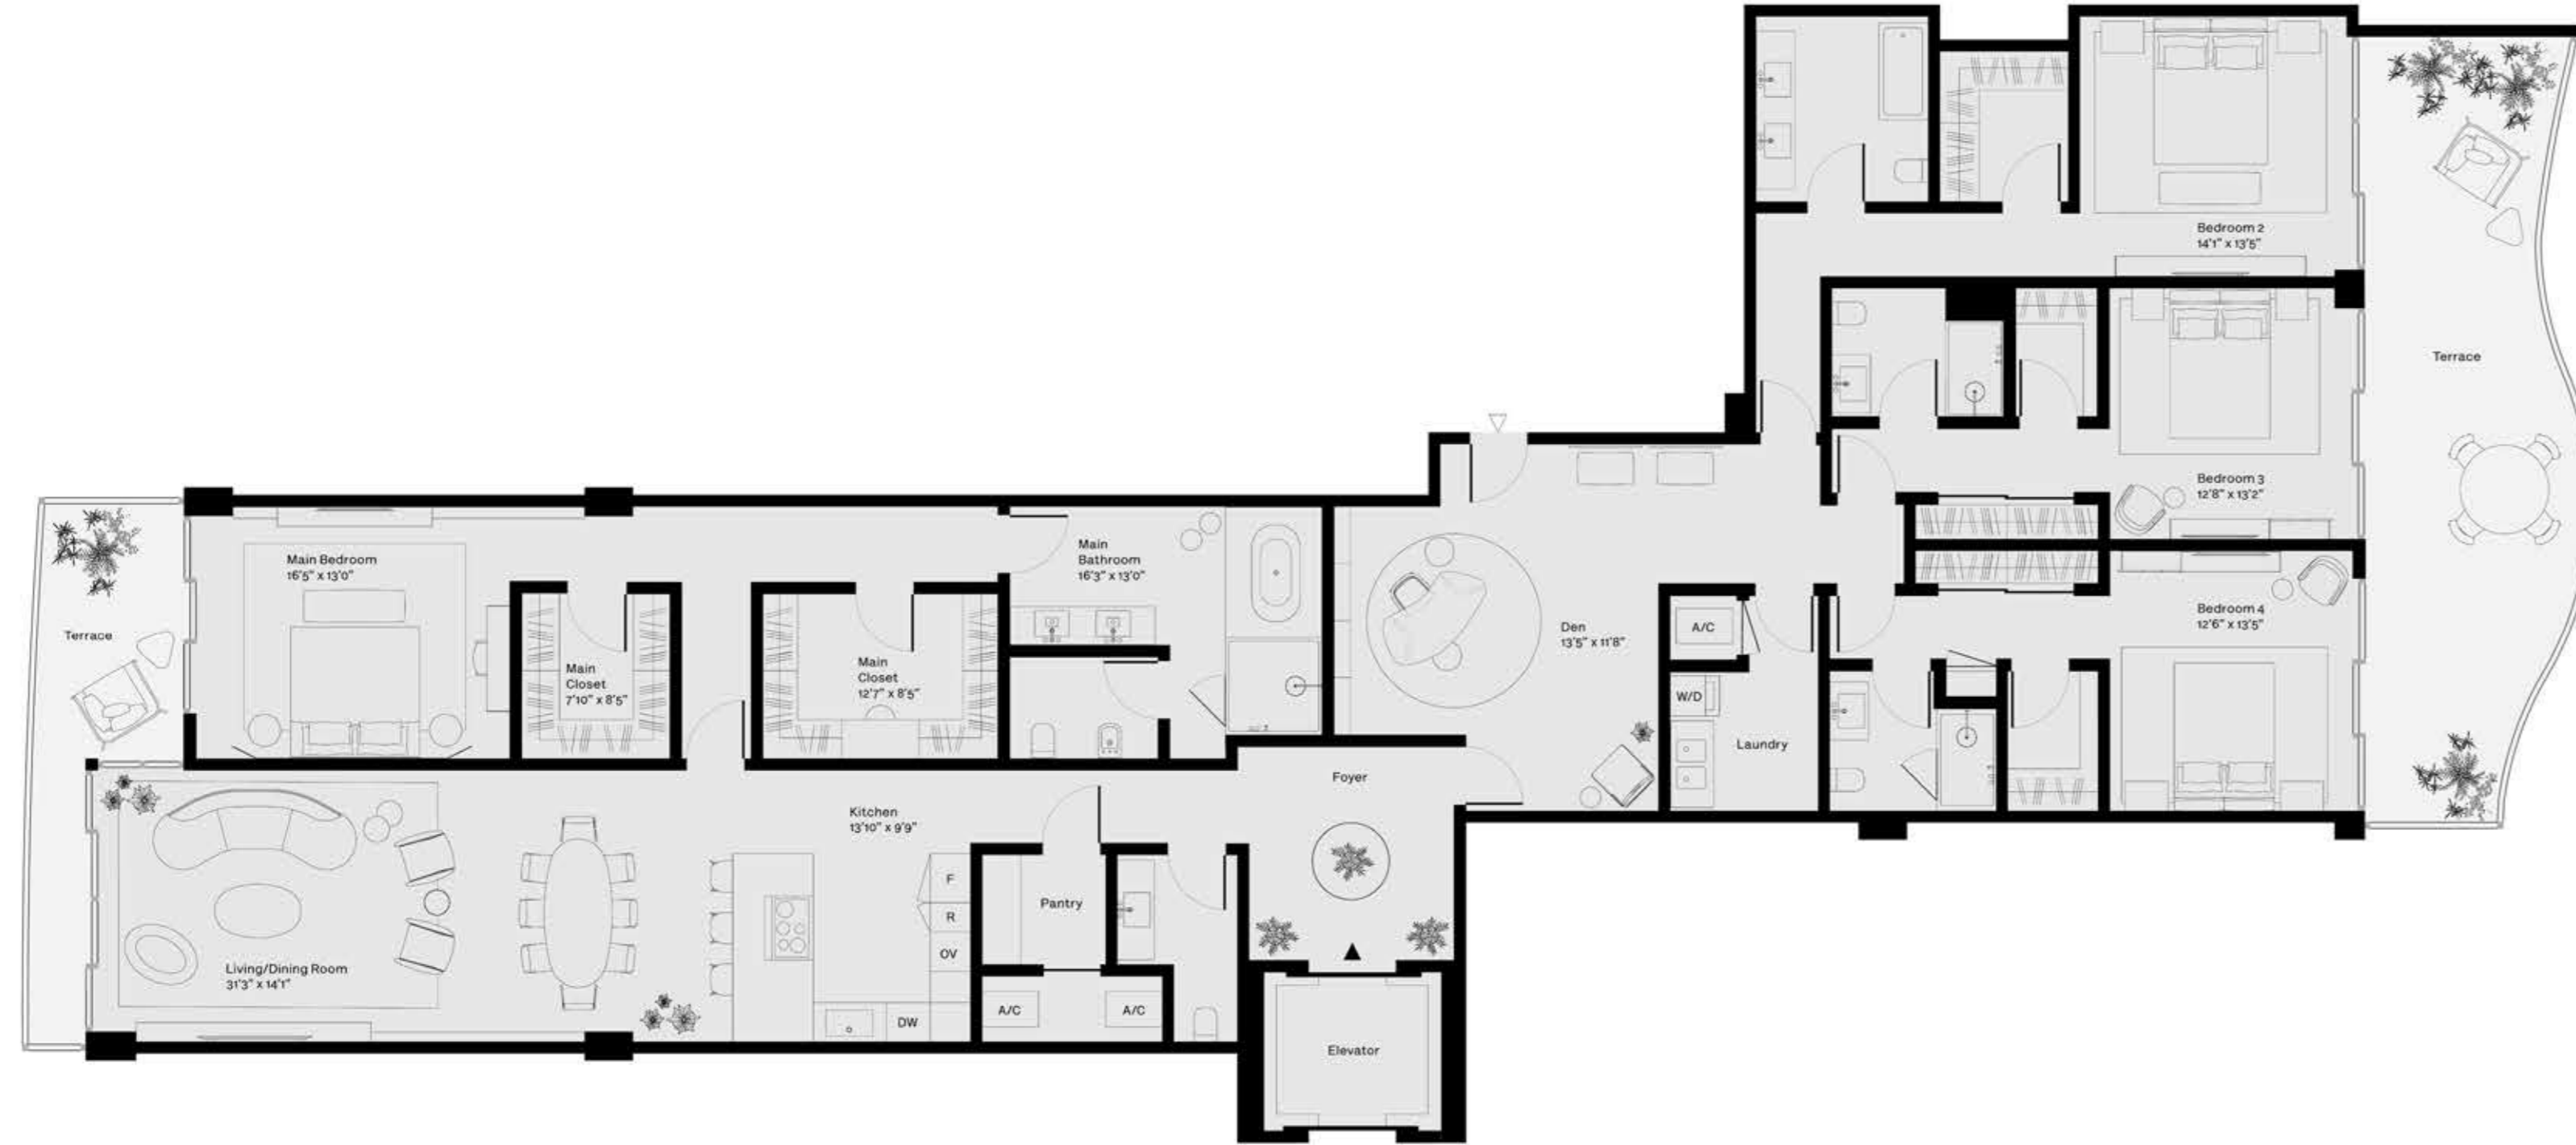 Bedroom 2
14'1" x 13'5"
Terrace
Bedroom 3
12'8" x 13'2"
Main Bedroom
16'5" x 13'0"
Main
Bathroom
16'3" x 13'0"
Terrace
Main
Closet
7'10" x 8'5"
Main
Closet
12'7" x 8'5"
Den
13'5" x 11'8"
A/C
Bedroom 4
12'6" x 13'5"
W/D
Laundry
Foyer
Kitchen
13'10" x 9'9"
F
R
OV
DW
Pantry
A/C
A/C
Living/Dining Room
31'3" x 14'1"
Elevator